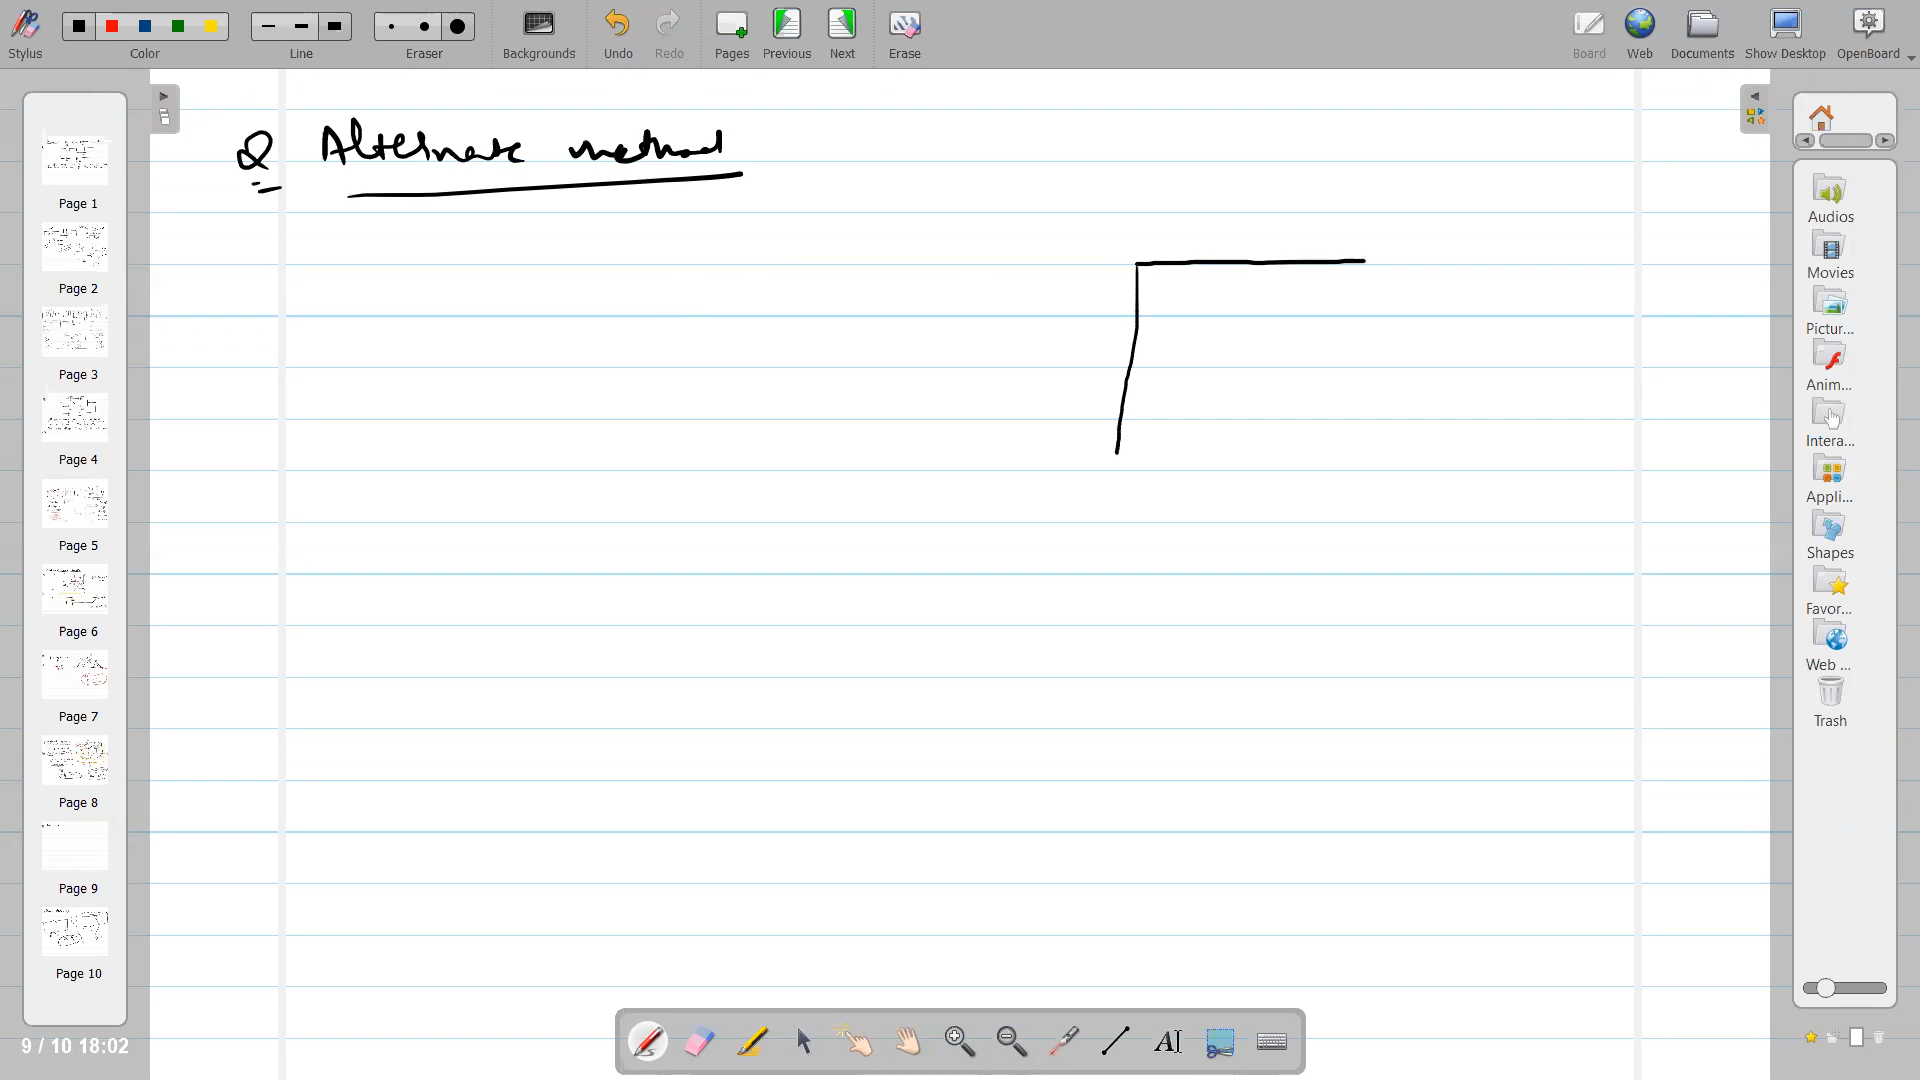 Stylus
Color
Line
Eraser
Backgrounds
Undo
Redo
Pages
Previous
Next
Erase
Board
Web
Documents
Show Desktop
OpenBoard
Q Alternate method
Page 1
Page 2
Page 3
Page 4
Page 5
Page 6
Page 7
Page 8
Page 9
Page 10
9 / 10 18:02
Audios
Movies
Pictur...
Anim...
Intera...
Appli...
Shapes
Favor...
Web ...
Trash
AI